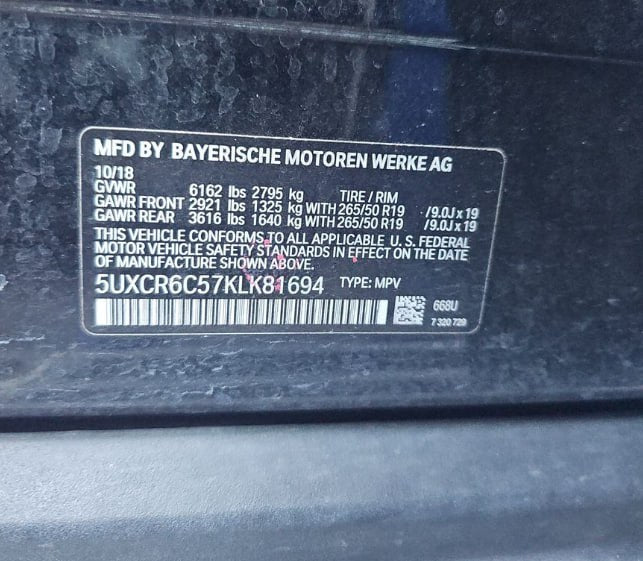 MFD BY BAYERISCHE MOTOREN WERKE AG
10/18
GVWR 6162 lbs 2795 kg TIRE / RIM
GAWR FRONT 2921 lbs 1325 kg WITH 265/50 R19 /9.0J x 19
GAWR REAR 3616 lbs 1640 kg WITH 265/50 R19 /9.0J x 19
THIS VEHICLE CONFORMS TO ALL APPLICABLE U. S. FEDERAL
MOTOR VEHICLE SAFETY STANDARDS IN EFFECT ON THE DATE
OF MANUFACTURE SHOWN ABOVE.
5UXCR6C57KLK81694 TYPE: MPV
668U
7 320 729